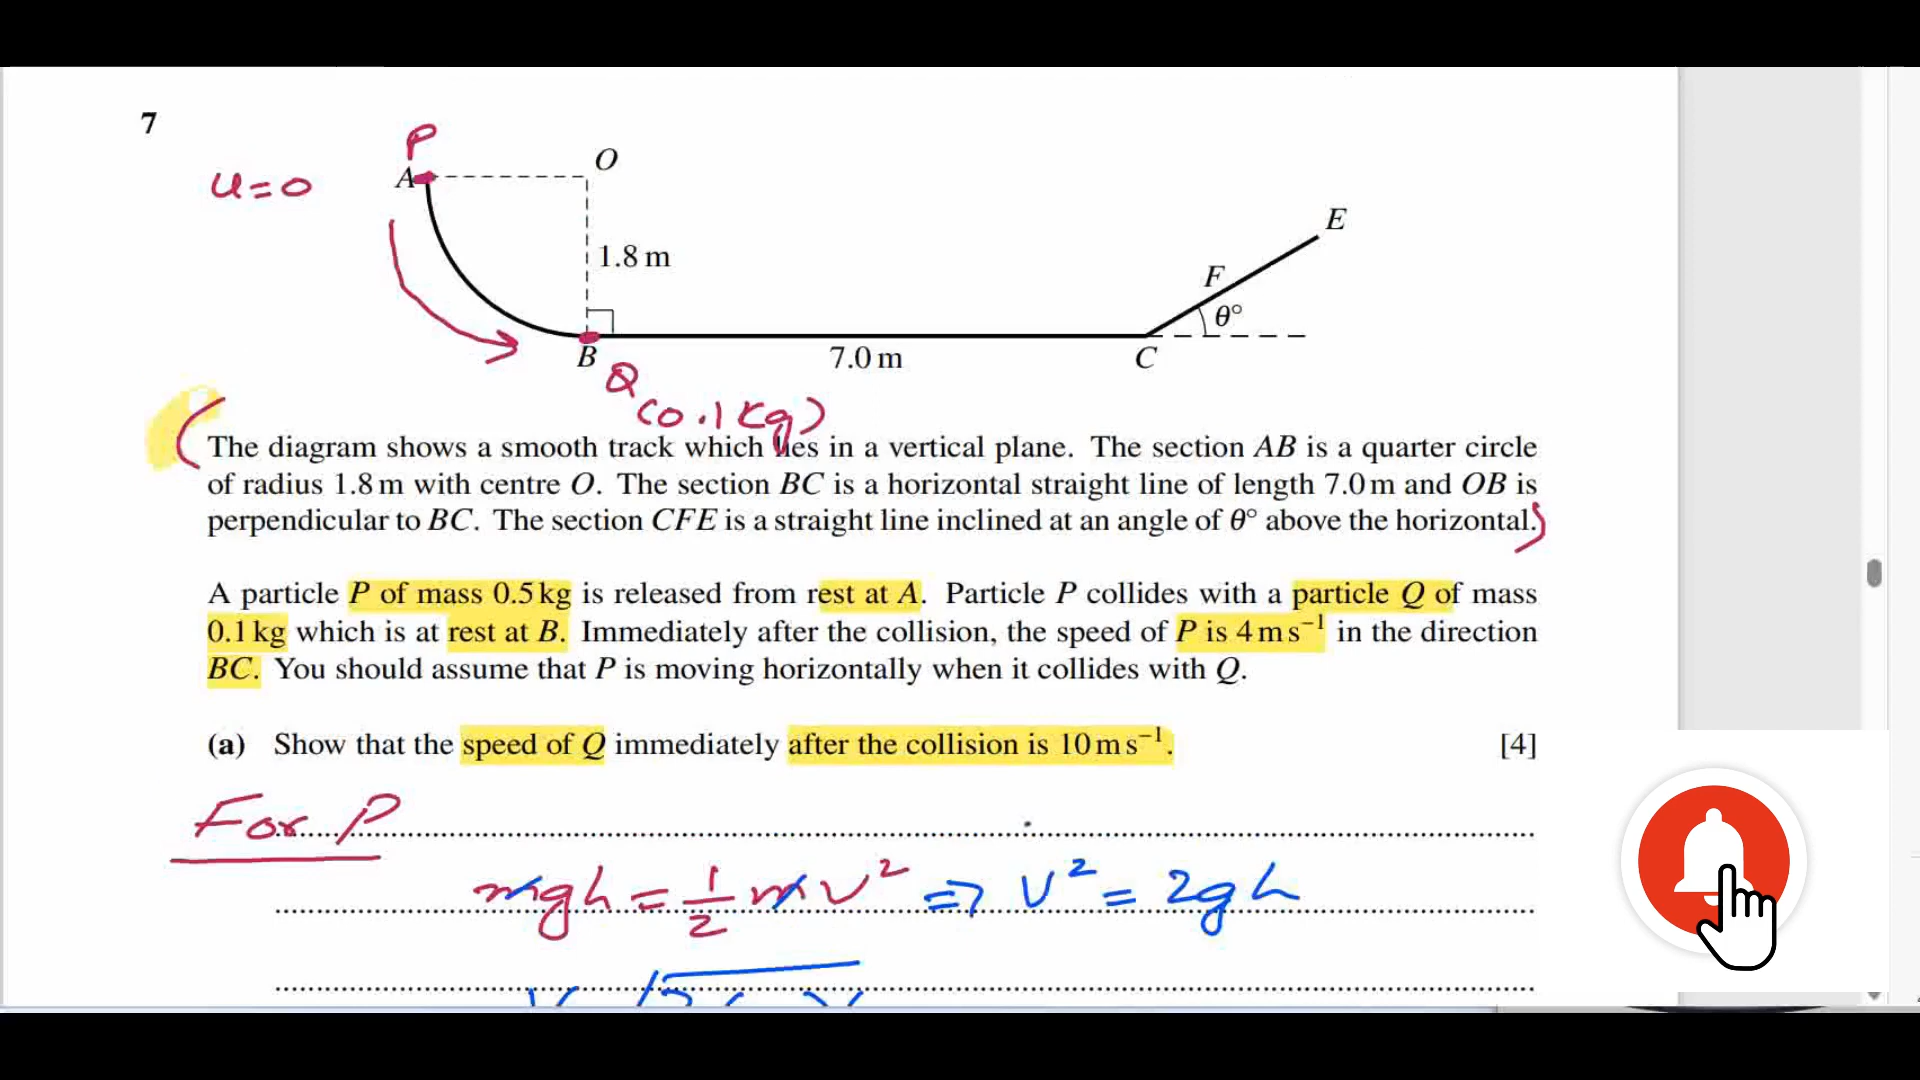 7
P
u=0
A
O
1.8 m
E
F
θ°
B
7.0 m
C
Q
(0.1 kg)
The diagram shows a smooth track which lies in a vertical plane. The section AB is a quarter circle
of radius 1.8 m with centre O. The section BC is a horizontal straight line of length 7.0 m and OB is
perpendicular to BC. The section CFE is a straight line inclined at an angle of θ° above the horizontal.
A particle P of mass 0.5 kg is released from rest at A. Particle P collides with a particle Q of mass
0.1 kg which is at rest at B. Immediately after the collision, the speed of P is 4 m s⁻¹ in the direction
BC. You should assume that P is moving horizontally when it collides with Q.
(a) Show that the speed of Q immediately after the collision is 10 m s⁻¹. [4]
For P
mgh = 1/2 mv² ⇒ v² = 2gh